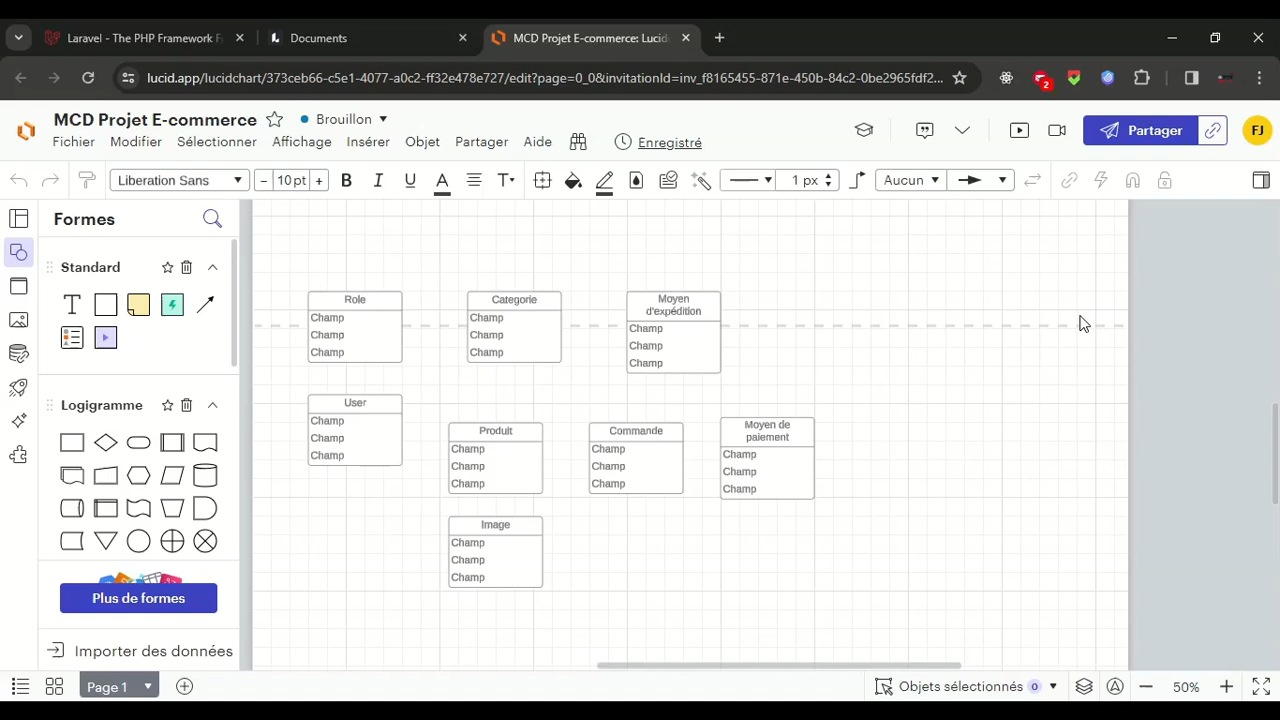 Laravel - The PHP Framework F
Documents
MCD Projet E-commerce: Lucid
lucid.app/lucidchart/373ceb66-c5e1-4077-a0c2-ff32e478e727/edit?page=0_0&invitationId=inv_f8165455-871e-450b-84c2-0be2965fdf2...
2
MCD Projet E-commerce
Brouillon
Fichier Modifier Sélectionner Affichage Insérer Objet Partager Aide Enregistré
Partager
FJ
Liberation Sans
10 pt
B I U A T
1 px
Aucun
Formes
Standard
T
Logigramme
Plus de formes
Importer des données
Role
Champ
Champ
Champ
Categorie
Champ
Champ
Champ
Moyen
d'expédition
Champ
Champ
Champ
User
Champ
Champ
Champ
Produit
Champ
Champ
Champ
Commande
Champ
Champ
Champ
Moyen de
paiement
Champ
Champ
Champ
Image
Champ
Champ
Champ
Page 1
Objets sélectionnés 0
50%